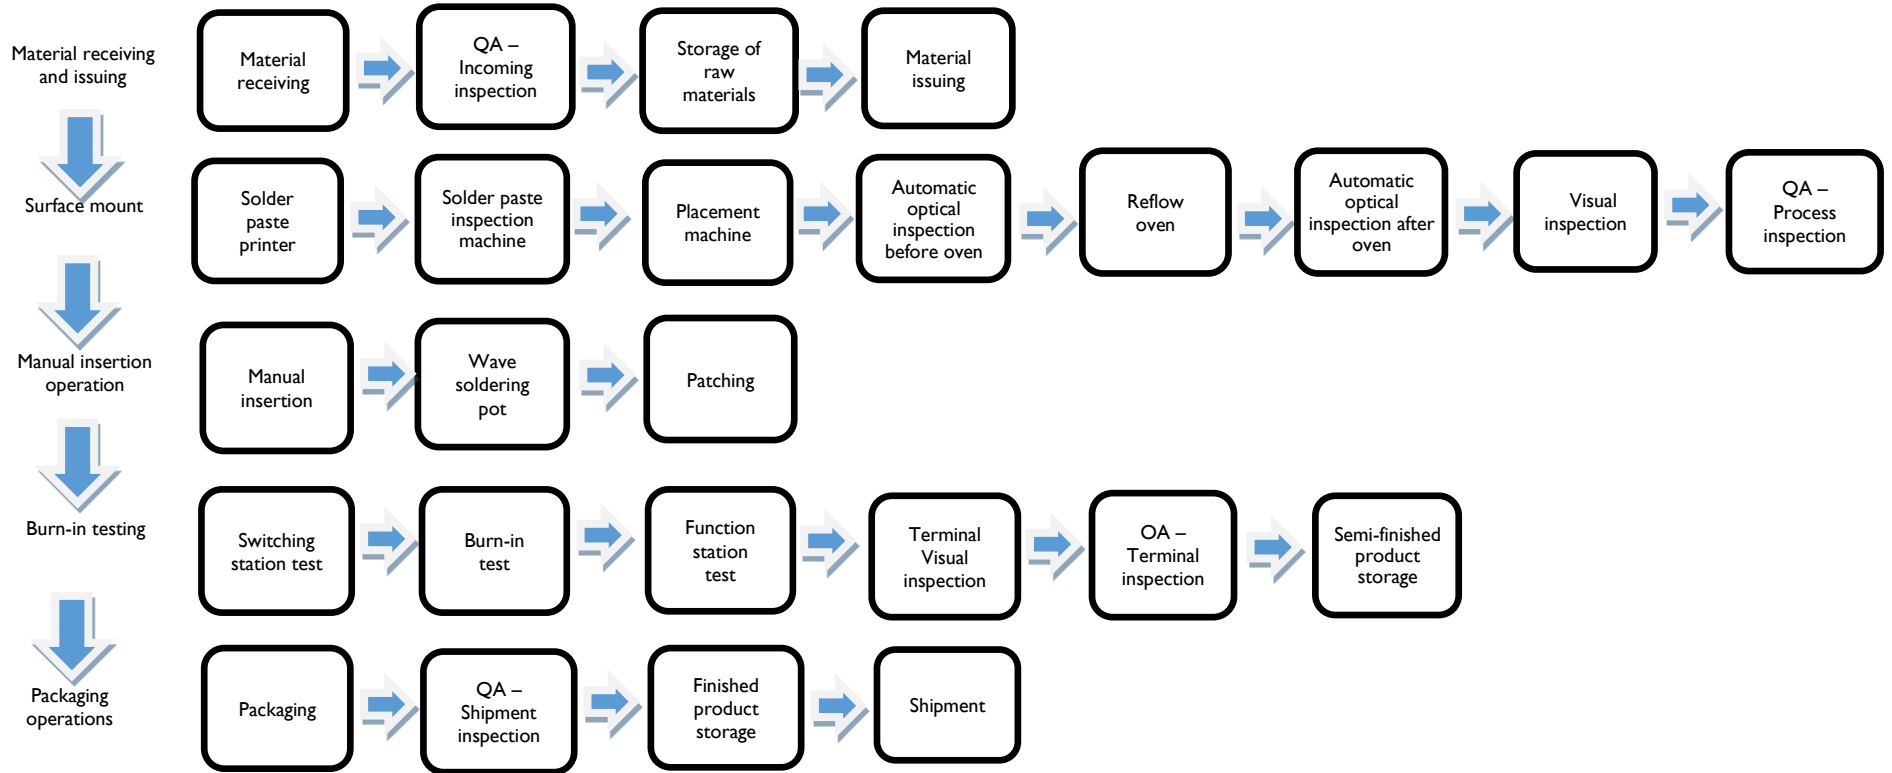 Material receiving
and issuing
Material
receiving
QA –
Incoming
inspection
Storage of
raw
materials
Material
issuing
Surface mount
Solder
paste
printer
Solder paste
inspection
machine
Placement
machine
Automatic
optical
inspection
before oven
Reflow
oven
Automatic
optical
inspection after
oven
Visual
inspection
QA –
Process
inspection
Manual insertion
operation
Manual
insertion
Wave
soldering
pot
Patching
Burn-in testing
Switching
station test
Burn-in
test
Function
station
test
Terminal
Visual
inspection
OA –
Terminal
inspection
Semi-finished
product
storage
Packaging
operations
Packaging
QA –
Shipment
inspection
Finished
product
storage
Shipment